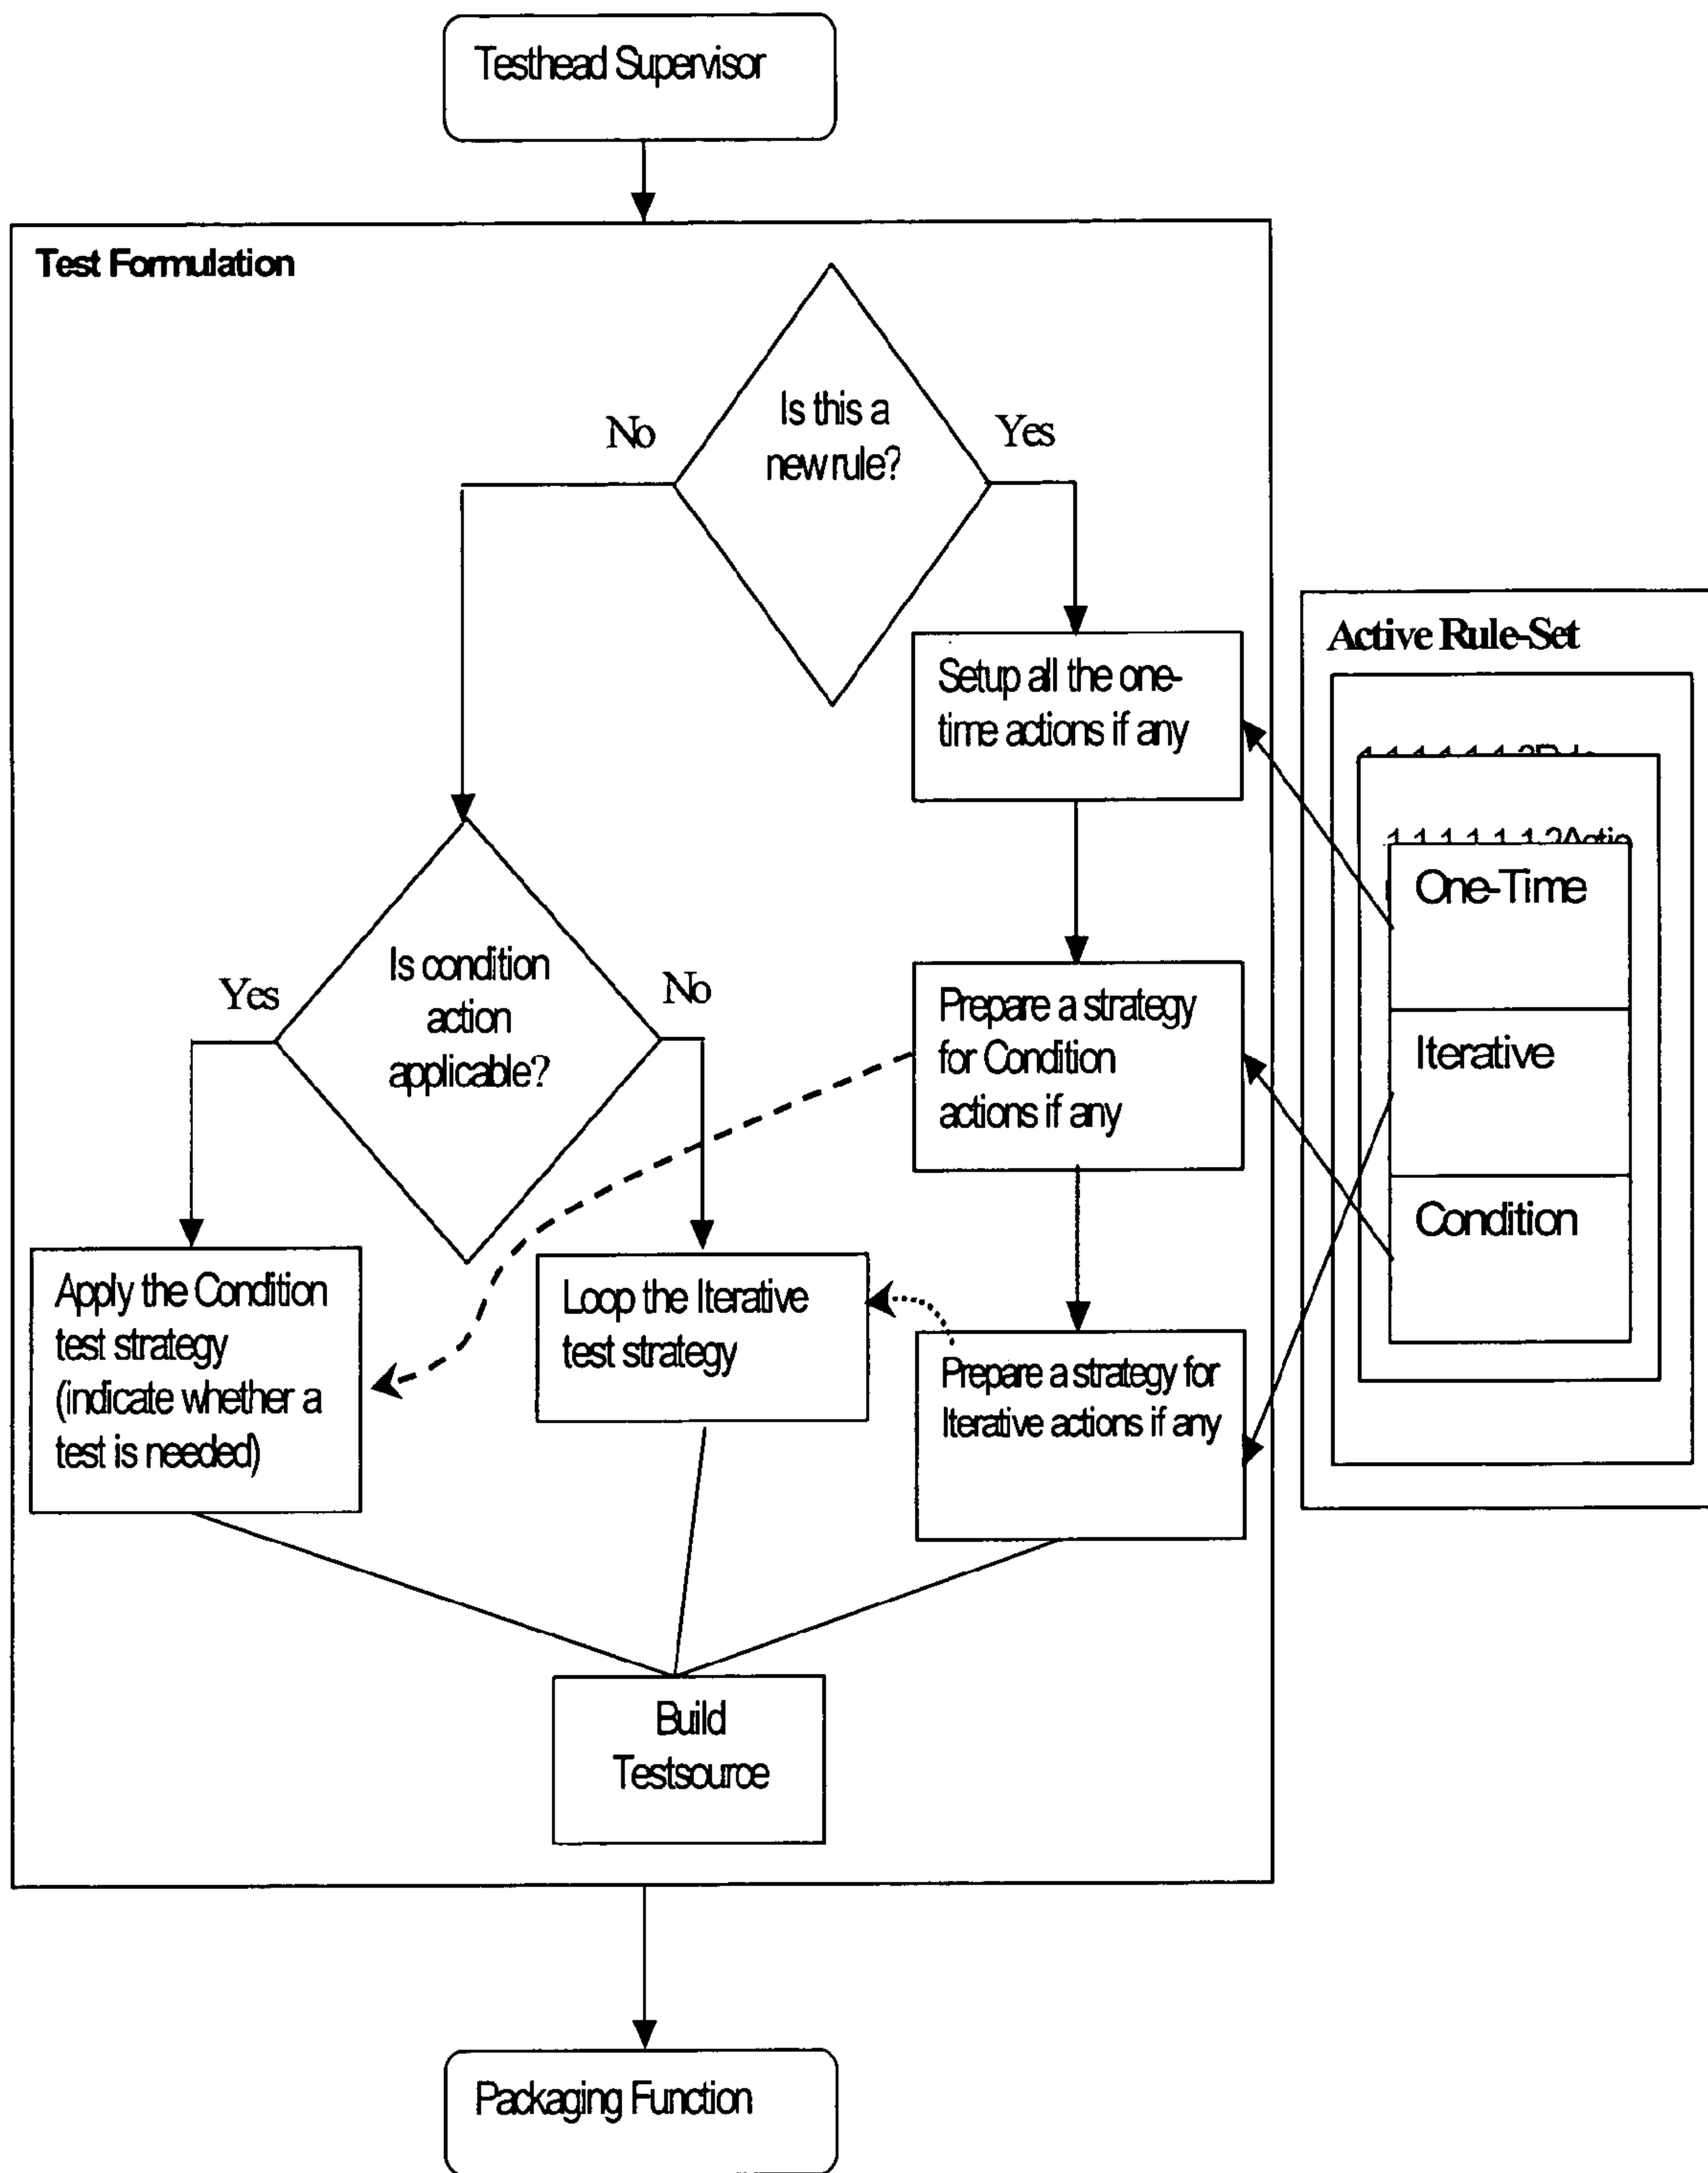 Testhead Supervisor
Test Formulation
Is this a
new rule?
No
Yes
Active Rule-Set
Setup all the one-
time actions if any
One-Time
Iterative
Condition
Is condition
action
applicable?
Yes
No
Prepare a strategy
for Condition
actions if any
Apply the Condition
test strategy
(indicate whether a
test is needed)
Loop the Iterative
test strategy
Prepare a strategy for
Iterative actions if any
Build
Testsource
Packaging Function